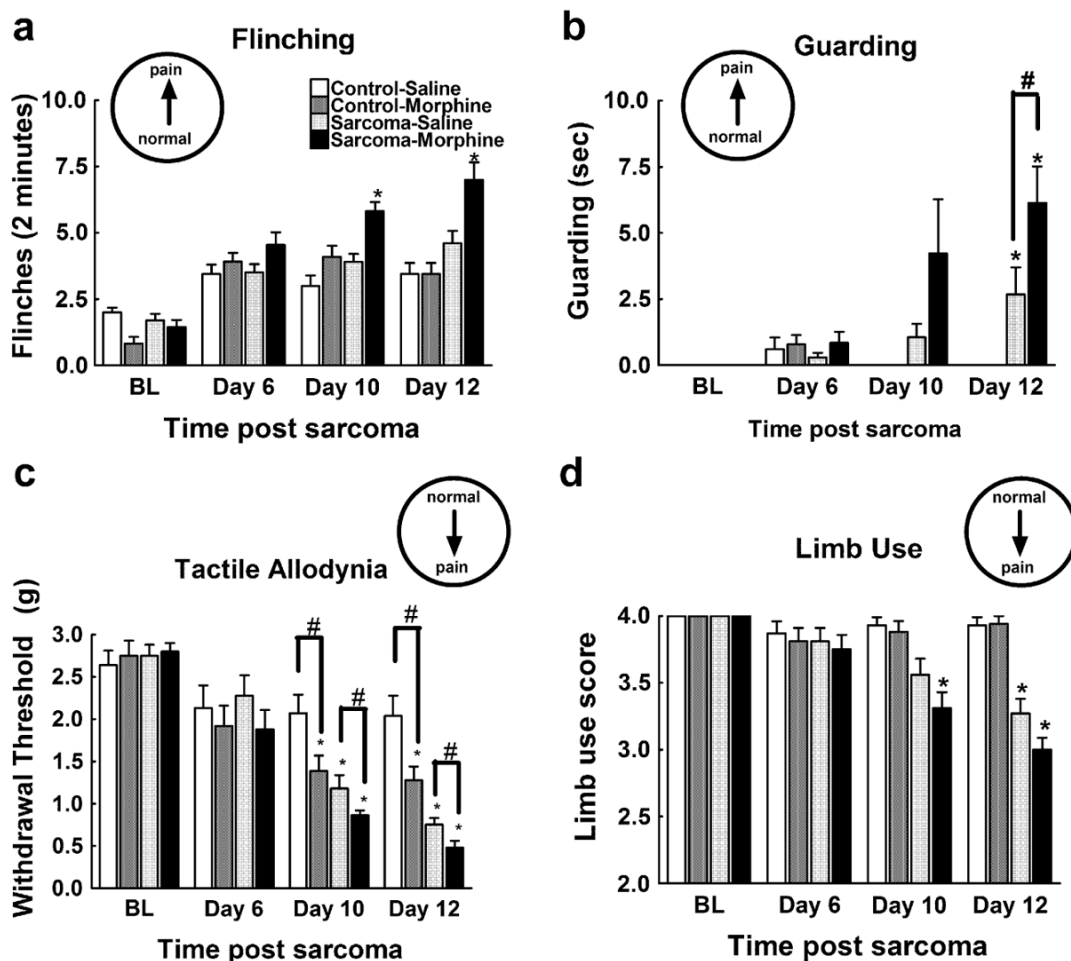 a
Flinching
pain
normal
Control-Saline
Control-Morphine
Sarcoma-Saline
Sarcoma-Morphine
Flinches (2 minutes)
10.0
7.5
5.0
2.5
0.0
*
*
BL Day 6 Day 10 Day 12
Time post sarcoma
b
Guarding
pain
normal
Guarding (sec)
10.0
7.5
5.0
2.5
0.0
#
*
*
BL Day 6 Day 10 Day 12
Time post sarcoma
c
normal
pain
Tactile Allodynia
Withdrawal Threshold (g)
3.0
2.5
2.0
1.5
1.0
0.5
0.0
# #
# #
* * * * * *
BL Day 6 Day 10 Day 12
Time post sarcoma
d
normal
pain
Limb Use
Limb use score
4.0
3.5
3.0
2.5
2.0
* * *
BL Day 6 Day 10 Day 12
Time post sarcoma